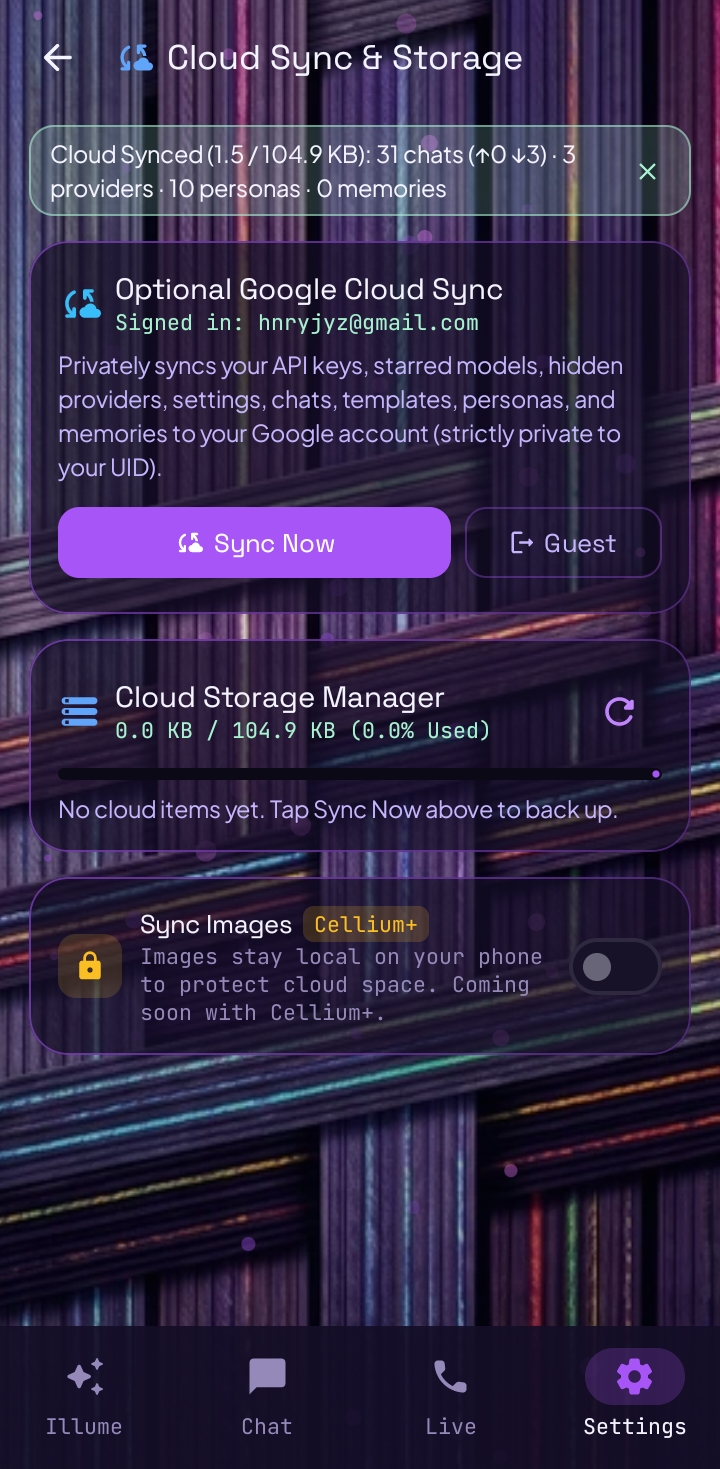 Cloud Sync & Storage
Cloud Synced (1.5 / 104.9 KB): 31 chats (↑0 ↓3) · 3
providers · 10 personas · 0 memories
Optional Google Cloud Sync
Signed in: hnryjyz@gmail.com
Privately syncs your API keys, starred models, hidden
providers, settings, chats, templates, personas, and
memories to your Google account (strictly private to
your UID).
Sync Now
Guest
Cloud Storage Manager
0.0 KB / 104.9 KB (0.0% Used)
No cloud items yet. Tap Sync Now above to back up.
Sync Images Cellium+
Images stay local on your phone
to protect cloud space. Coming
soon with Cellium+.
Illume Chat Live Settings